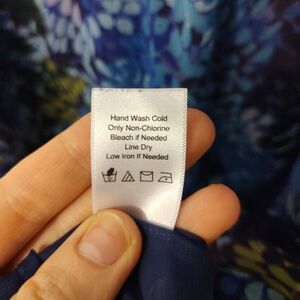 Hand Wash Cold
Only Non-Chlorine
Bleach if Needed
Line Dry
Low Iron If Needed